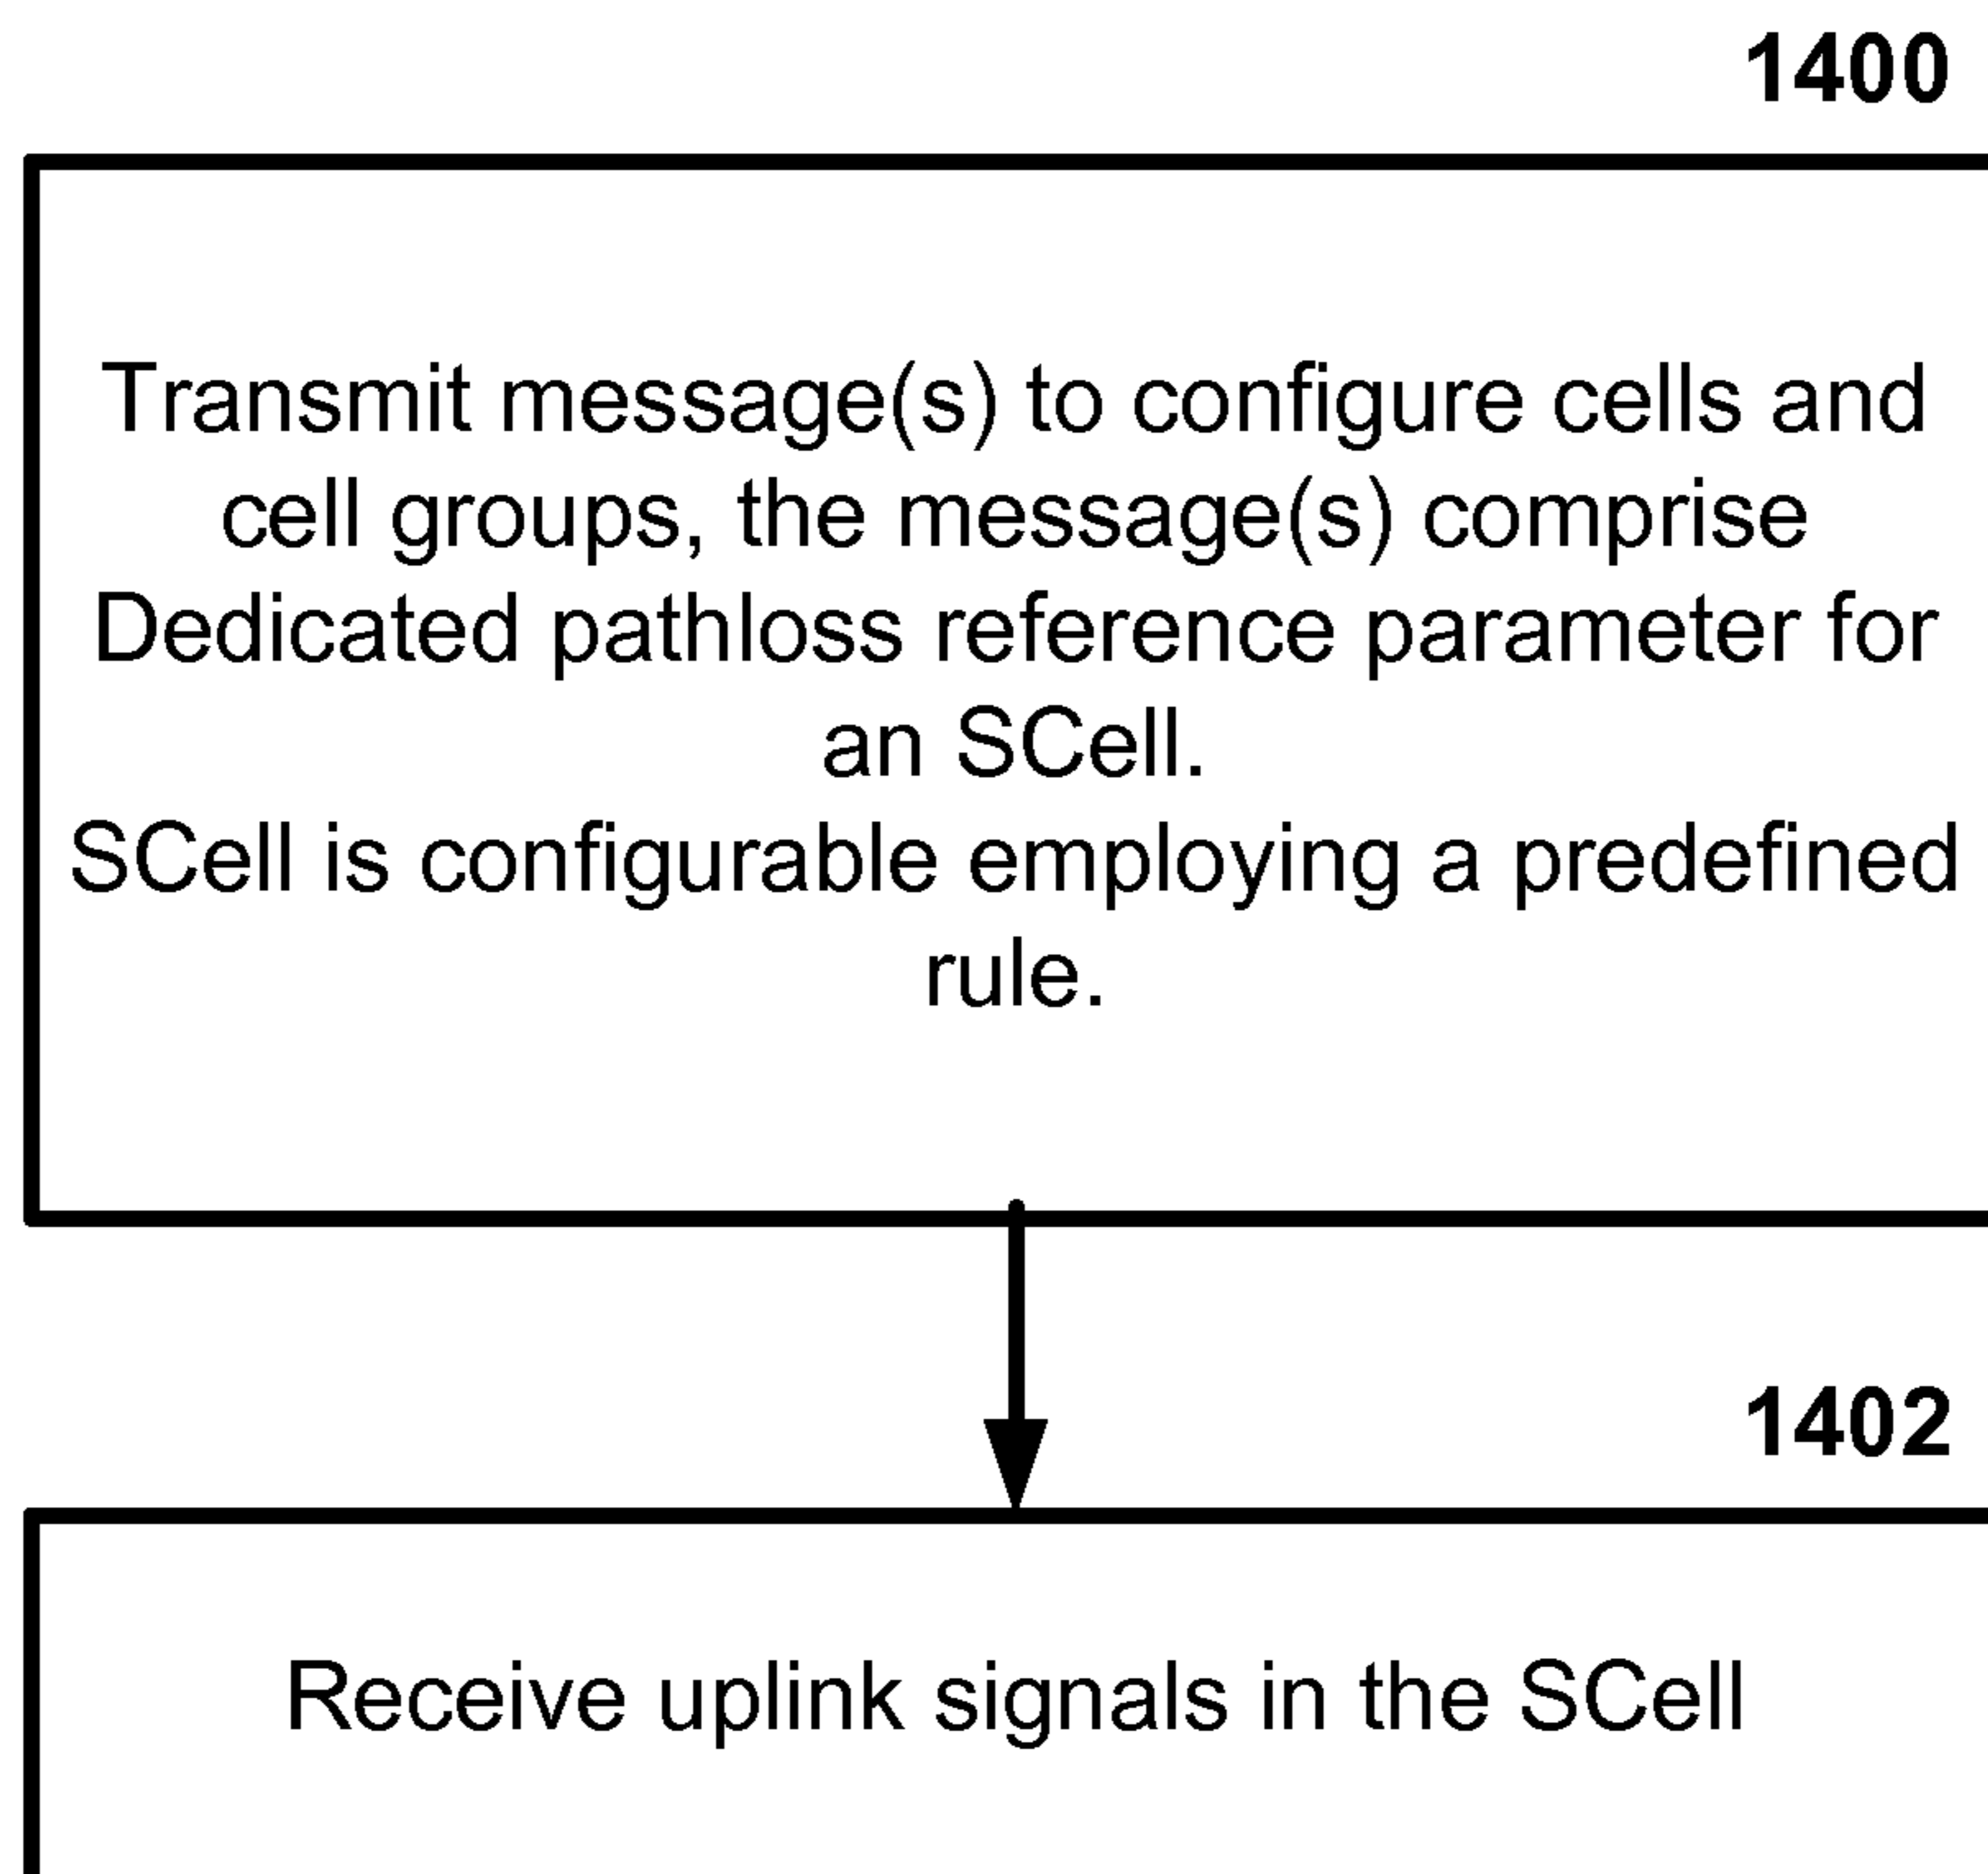 1400
Transmit message(s) to configure cells and
cell groups, the message(s) comprise
Dedicated pathloss reference parameter for
an SCell.
SCell is configurable employing a predefined
rule.
1402
Receive uplink signals in the SCell